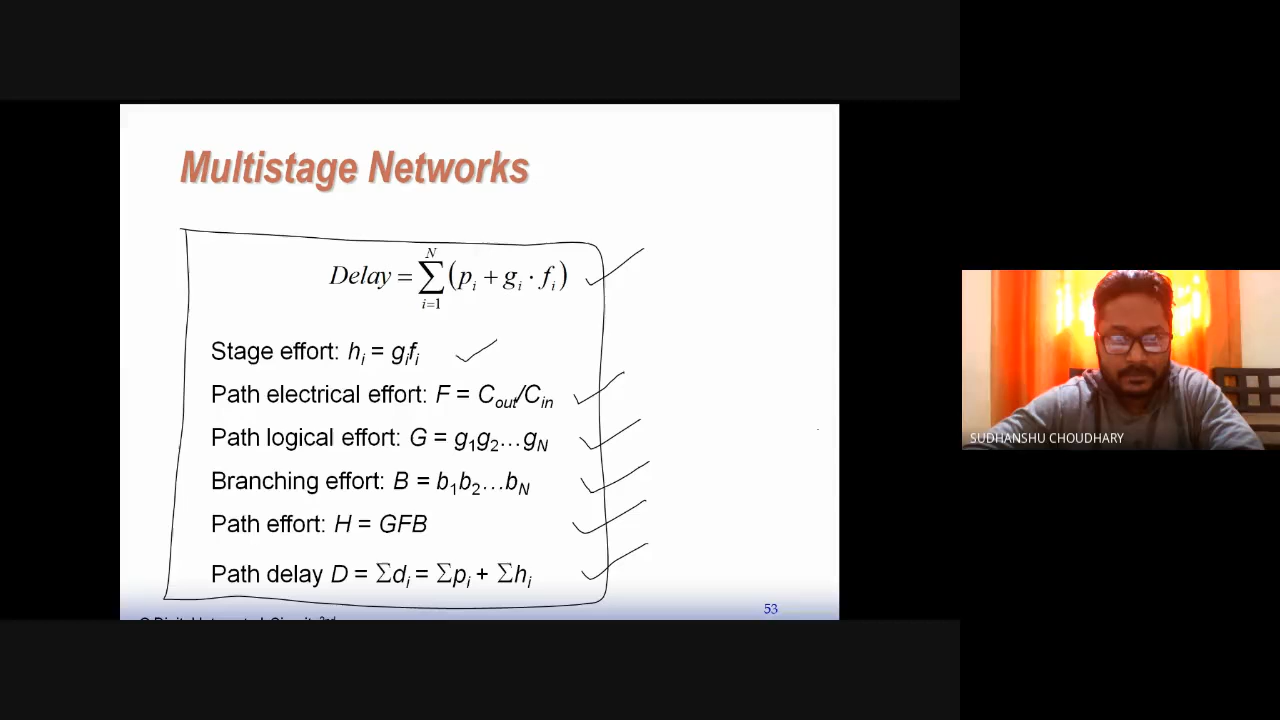 Multistage Networks
Delay = \sum_{i=1}^{N} (p_i + g_i · f_i)
Stage effort: h_i = g_if_i
Path electrical effort: F = C_out/C_in
Path logical effort: G = g_1g_2…g_N
Branching effort: B = b_1b_2…b_N
Path effort: H = GFB
Path delay D = Σd_i = Σp_i + Σh_i
53
SUDHANSHU CHOUDHARY